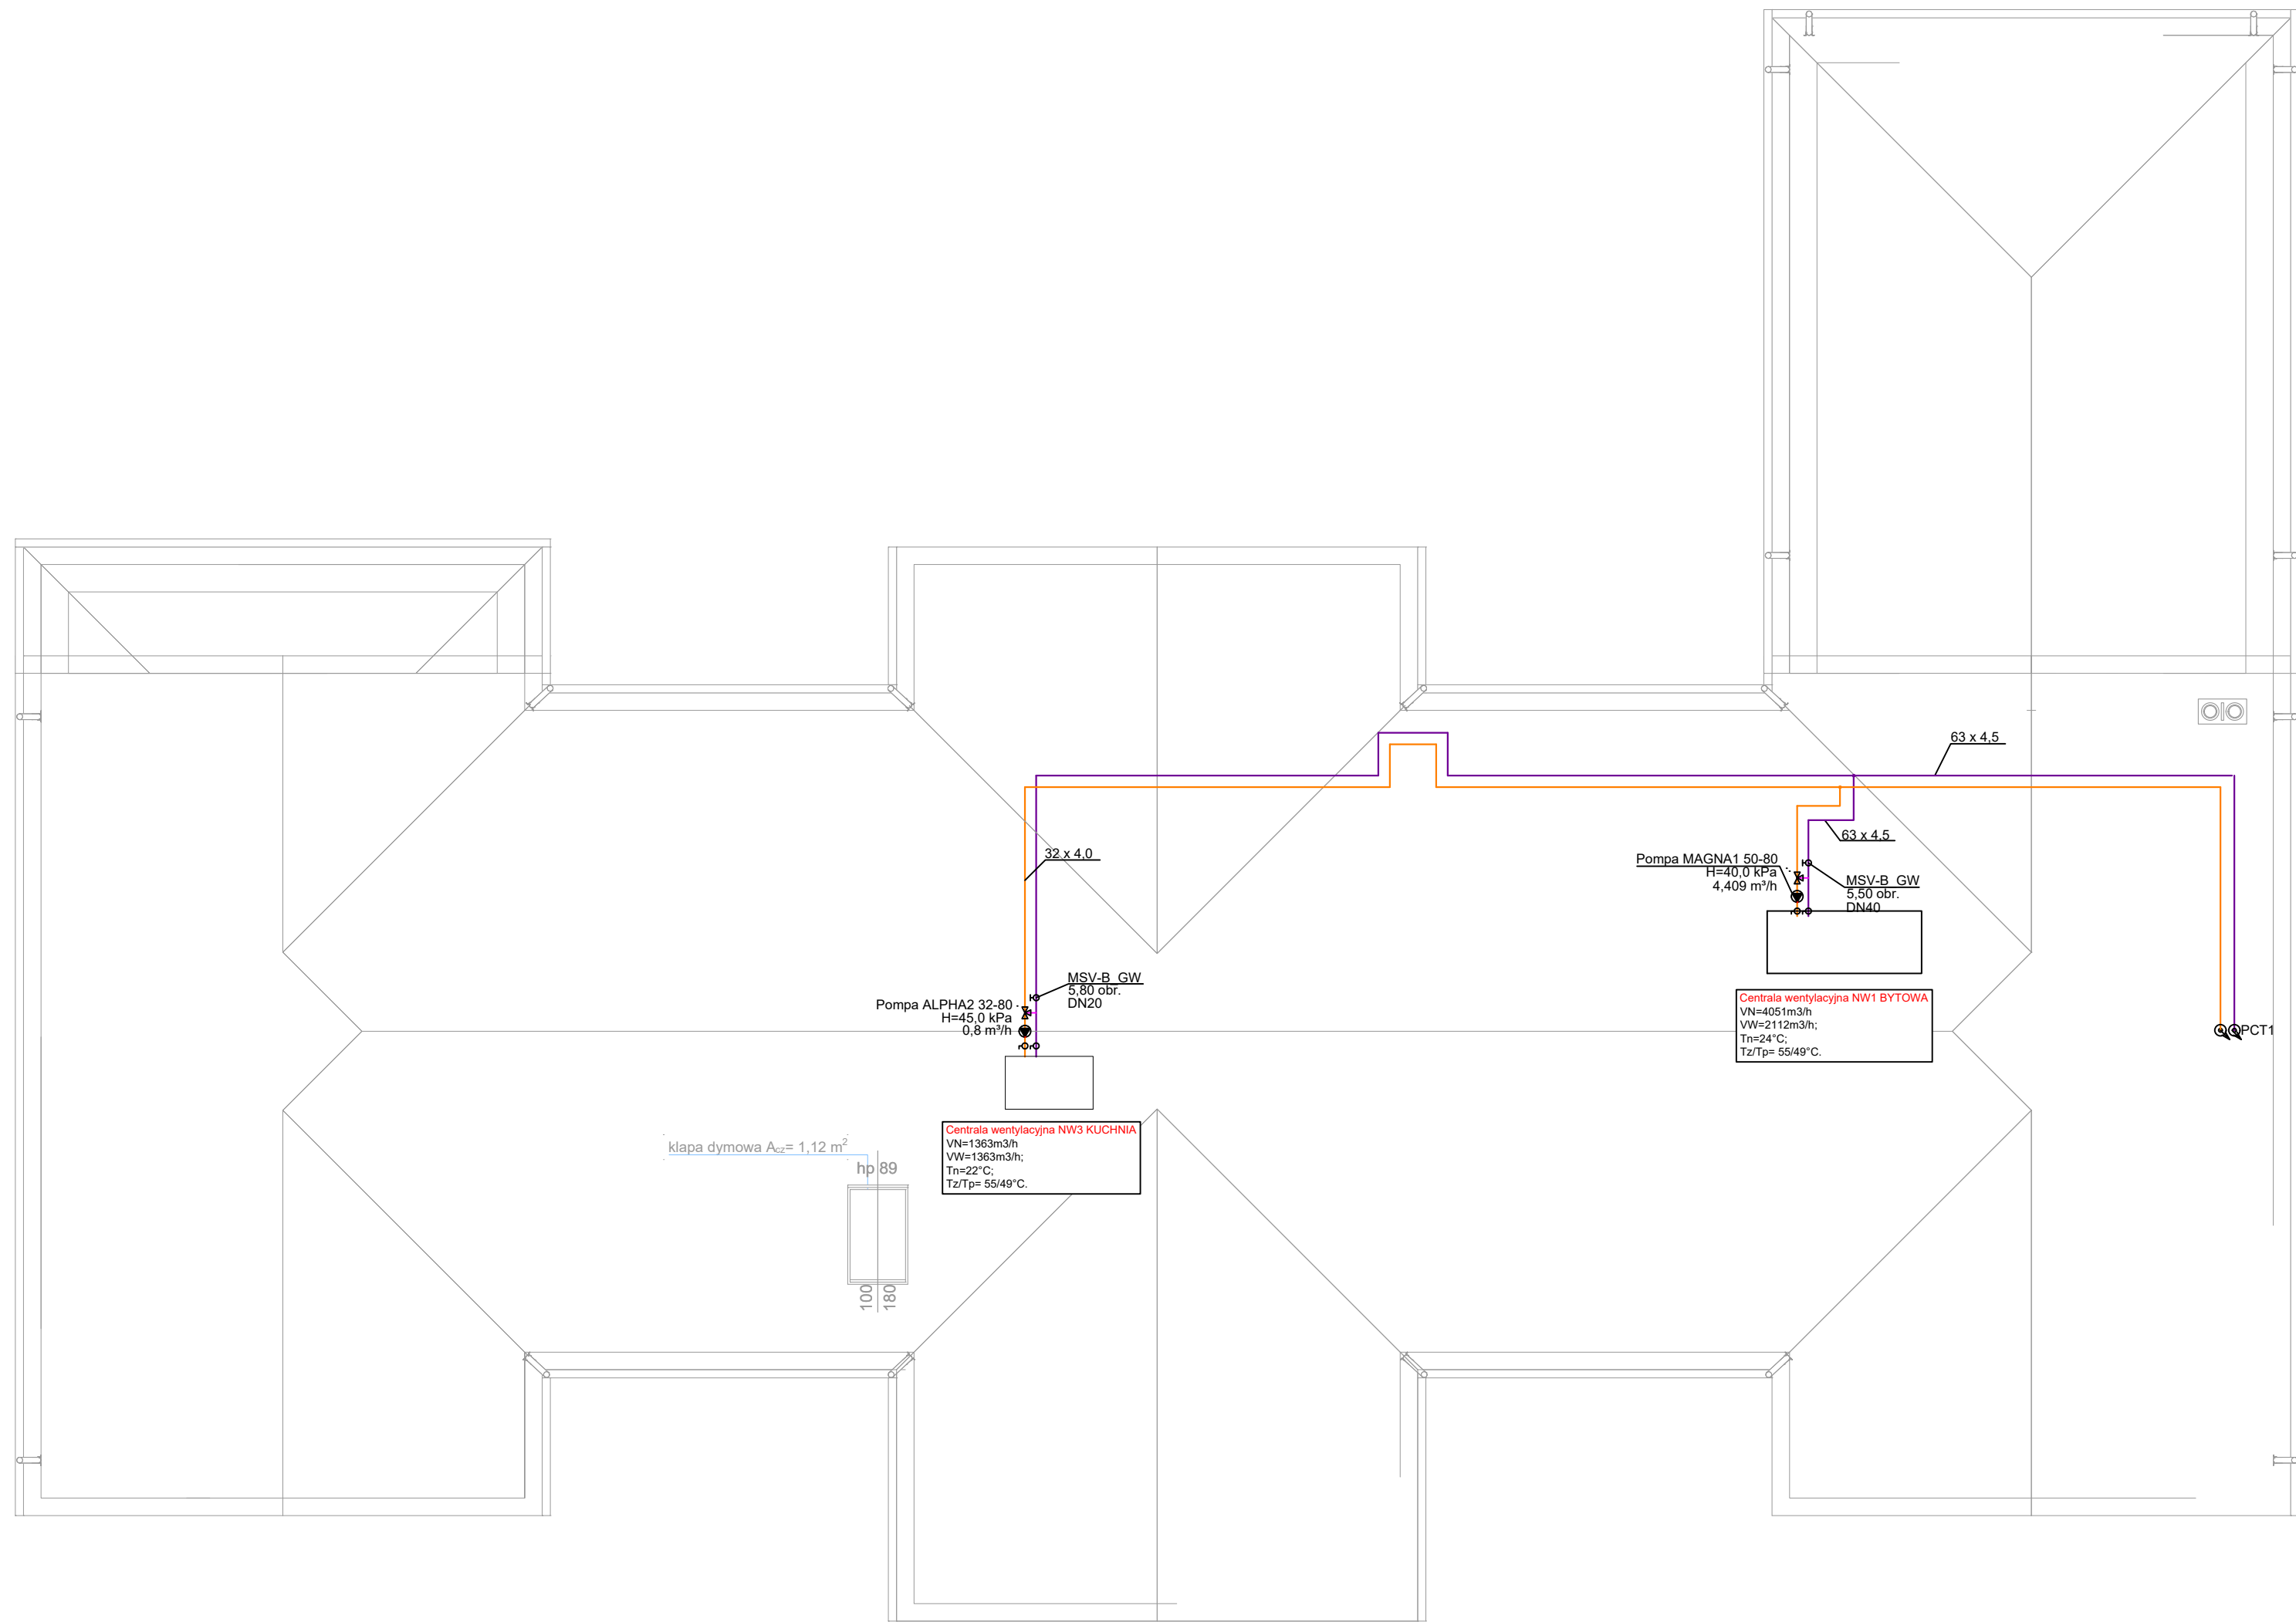 63 x 4,5
63 x 4,5
32 x 4,0
Pompa MAGNA1 50-80
H=40,0 kPa
4,409 m³/h
MSV-B_GW
5,50 obr.
DN40
MSV-B_GW
5,80 obr.
DN20
Pompa ALPHA2 32-80
H=45,0 kPa
0,8 m³/h
Centrala wentylacyjna NW1 BYTOWA
VN=4051m3/h
VW=2112m3/h;
Tn=24°C;
Tz/Tp= 55/49°C.
PCT1
Centrala wentylacyjna NW3 KUCHNIA
VN=1363m3/h
VW=1363m3/h;
Tn=22°C;
Tz/Tp= 55/49°C.
klapa dymowa Acz= 1,12 m²
hp 89
100
180